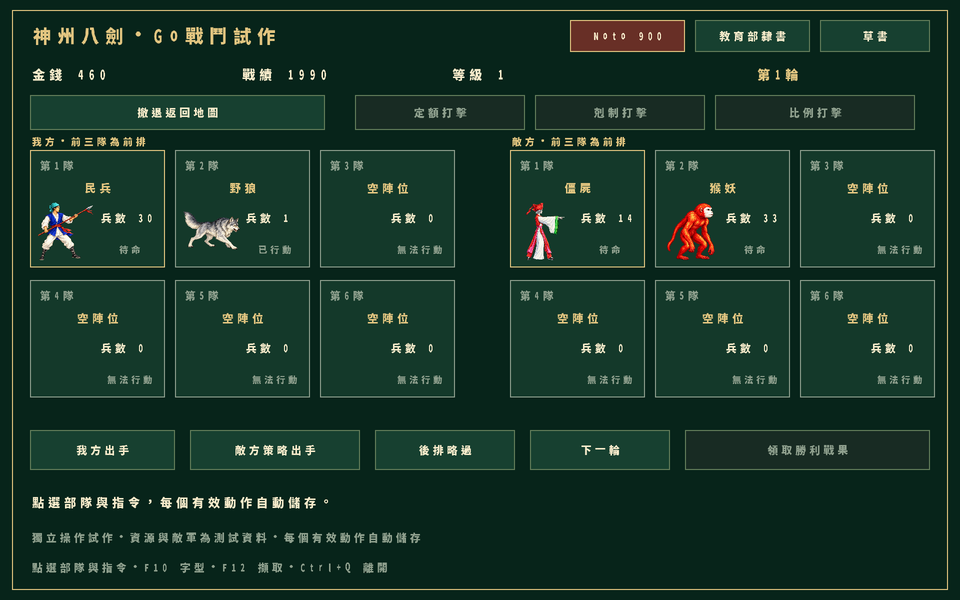 神州八劍・GO戰鬥試作
Noto 900
教育部隸書
草書
金錢 460
戰績 1990
等級 1
第1輪
撤退返回地圖
定額打擊
剋制打擊
比例打擊
我方・前三隊為前排
敵方・前三隊為前排
第1隊
民兵
兵數 30
待命
第2隊
野狼
兵數 1
已行動
第3隊
空陣位
兵數 0
無法行動
第1隊
僵屍
兵數 14
待命
第2隊
猴妖
兵數 33
待命
第3隊
空陣位
兵數 0
無法行動
第4隊
空陣位
兵數 0
無法行動
第5隊
空陣位
兵數 0
無法行動
第6隊
空陣位
兵數 0
無法行動
第4隊
空陣位
兵數 0
無法行動
第5隊
空陣位
兵數 0
無法行動
第6隊
空陣位
兵數 0
無法行動
我方出手
敵方策略出手
後排略過
下一輪
領取勝利戰果
點選部隊與指令，每個有效動作自動儲存。
獨立操作試作・資源與敵軍為測試資料・每個有效動作自動儲存
點選部隊與指令・F10 字型・F12 擷取・Ctrl+Q 離開